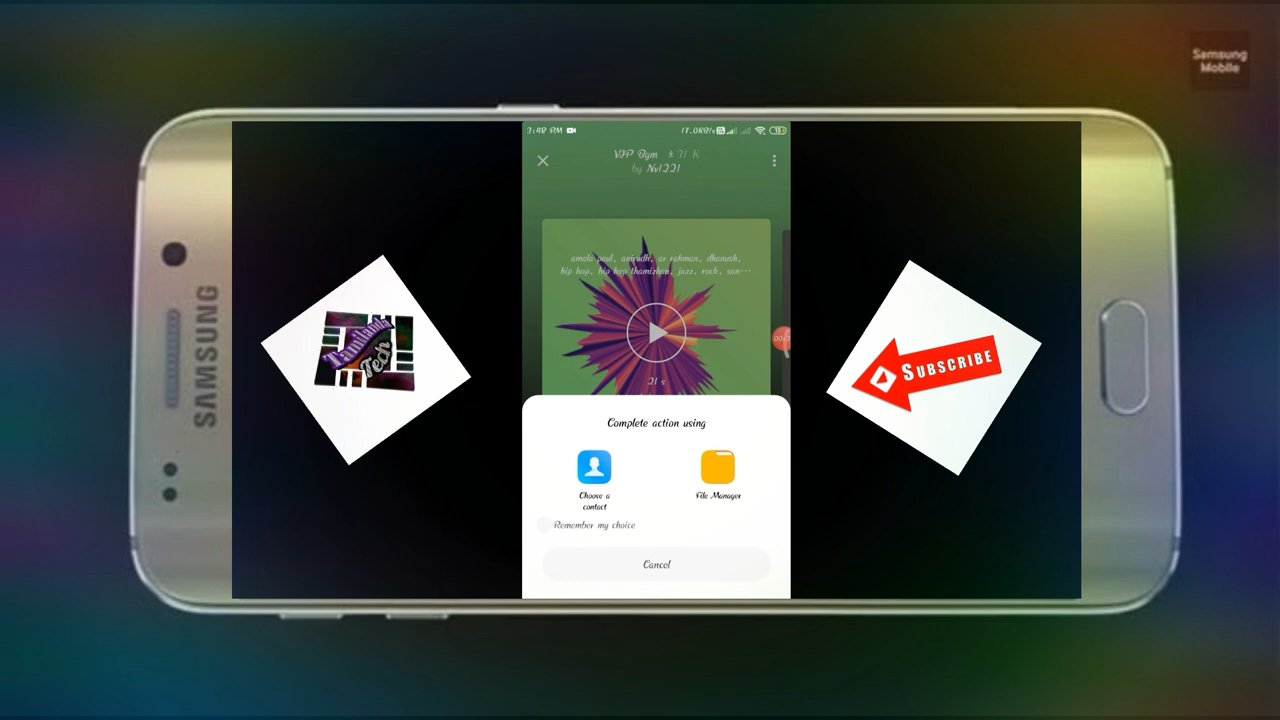 Samsung
Mobile
SAMSUNG
3:48 PM
VIP Bgm 31 K
by Nv1221
amala paul, anirudh, ar rahman, dhanush,
hip hop, hip hop thamizhan, jazz, rock, sun...
21 s
Tamilanda
Tech
SUBSCRIBE
Complete action using
Choose a
contact
File Manager
Remember my choice
Cancel